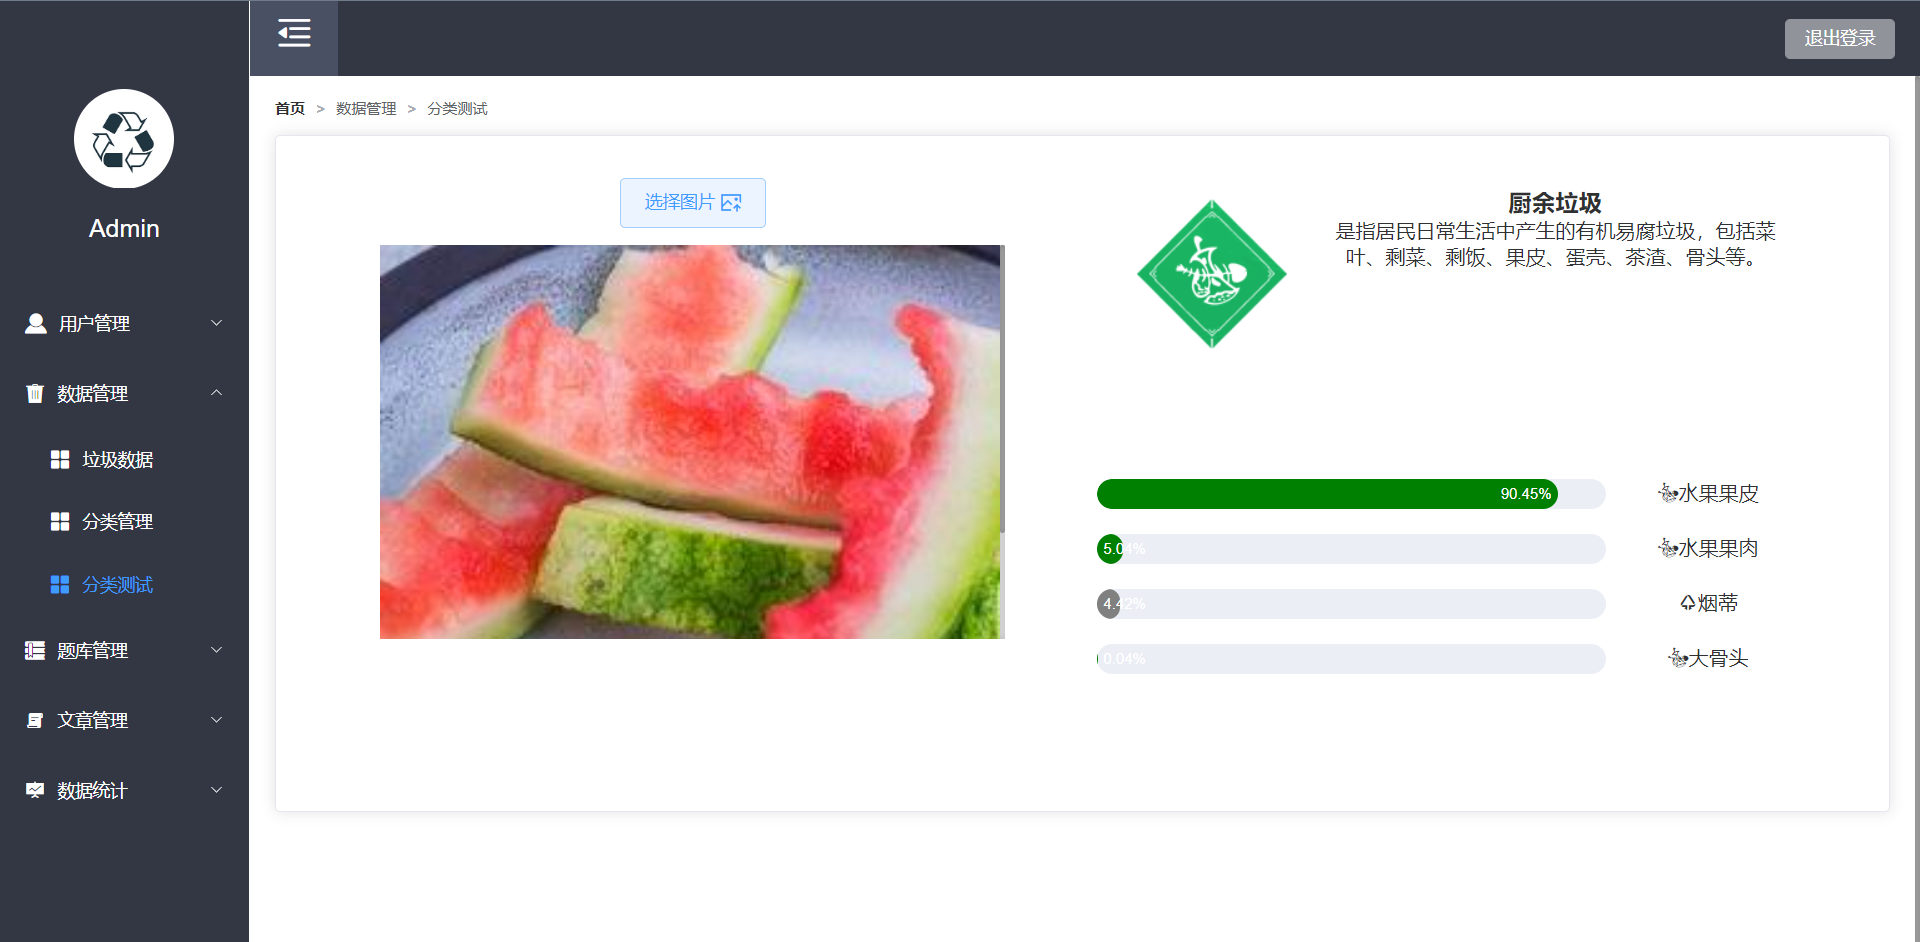 退出登录
Admin
用户管理
数据管理
垃圾数据
分类管理
分类测试
题库管理
文章管理
数据统计
首页 > 数据管理 > 分类测试
选择图片
厨余垃圾
是指居民日常生活中产生的有机易腐垃圾，包括菜
叶、剩菜、剩饭、果皮、蛋壳、茶渣、骨头等。
90.45% 水果果皮
5.04% 水果果肉
4.42% 烟蒂
0.04% 大骨头